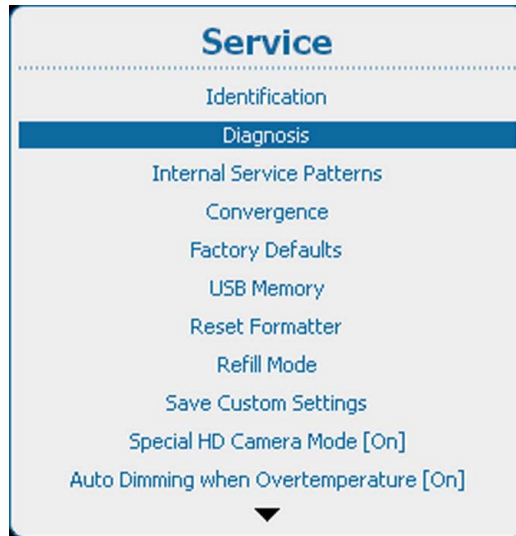 Service
Identification
Diagnosis
Internal Service Patterns
Convergence
Factory Defaults
USB Memory
Reset Formatter
Refill Mode
Save Custom Settings
Special HD Camera Mode [On]
Auto Dimming when Overtemperature [On]